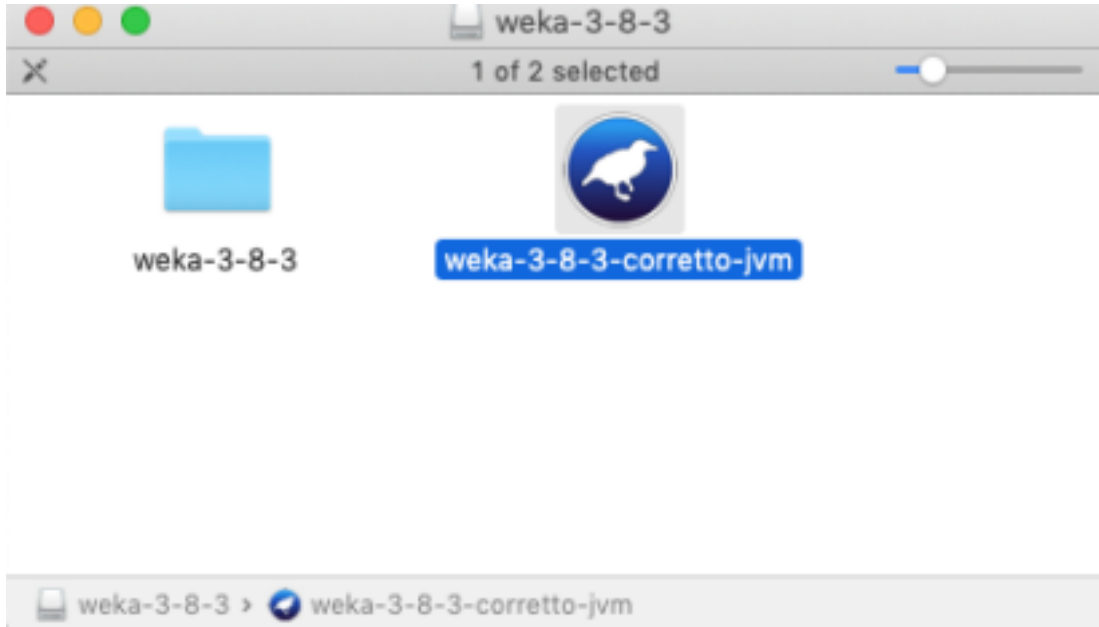 weka-3-8-3
1 of 2 selected
weka-3-8-3 weka-3-8-3-corretto-jvm
weka-3-8-3 › weka-3-8-3-corretto-jvm